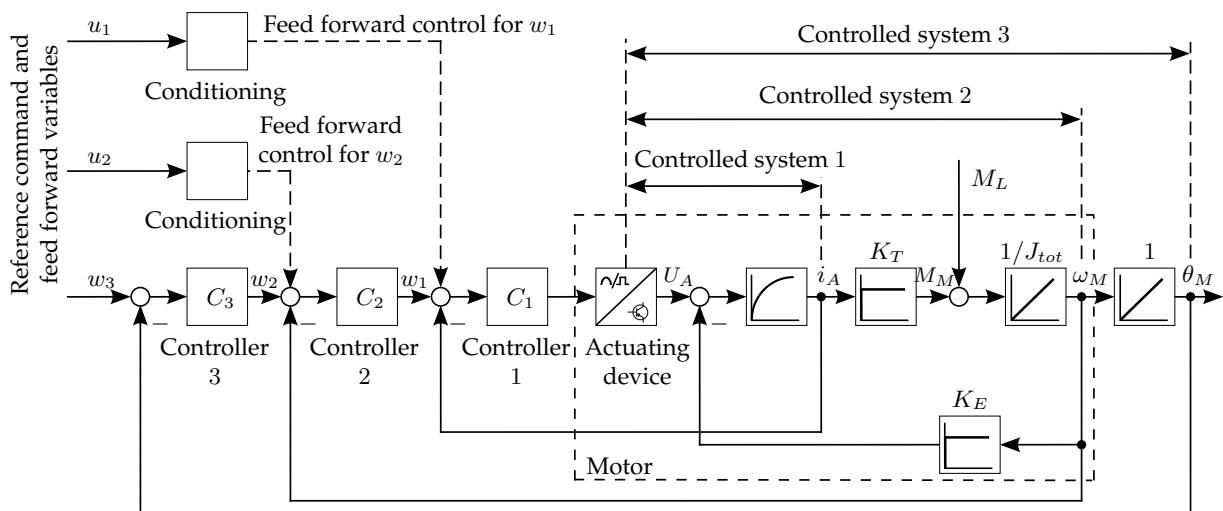 Reference command and
feed forward variables
u1
Conditioning
Feed forward control for w1
u2
Conditioning
Feed forward
control for w2
Controlled system 3
Controlled system 2
Controlled system 1
ML
w3
−
C3
Controller
3
w2
−
C2
Controller
2
w1
−
C1
Controller
1
Actuating
device
UA
−
iA
KT
MM
1/Jtot
ωM
1
θM
KE
Motor